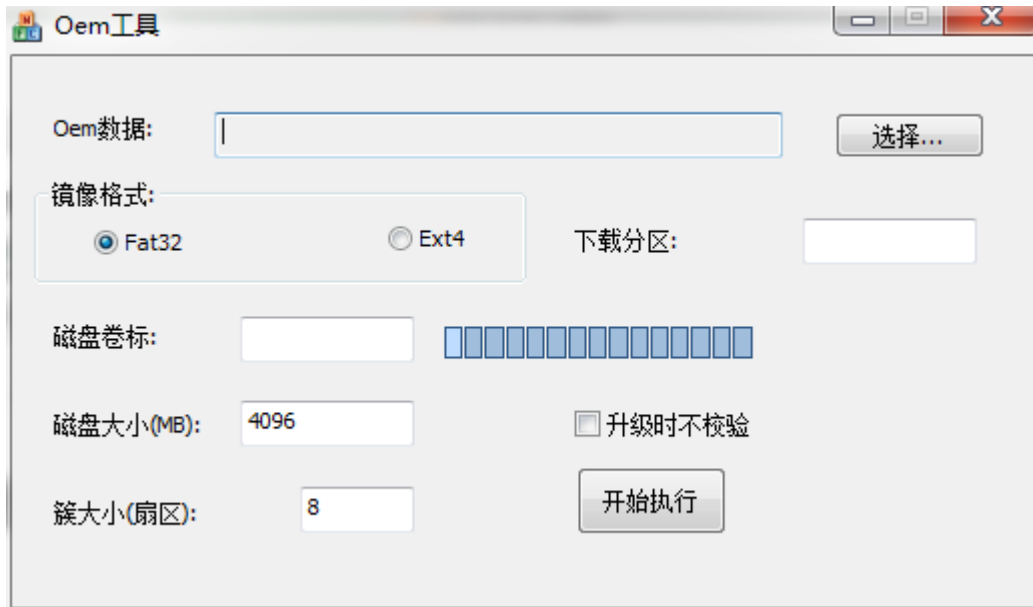 Oem工具
Oem数据:
选择...
镜像格式:
Fat32
Ext4
下载分区:
磁盘卷标:
磁盘大小(MB):
4096
升级时不校验
簇大小(扇区):
8
开始执行